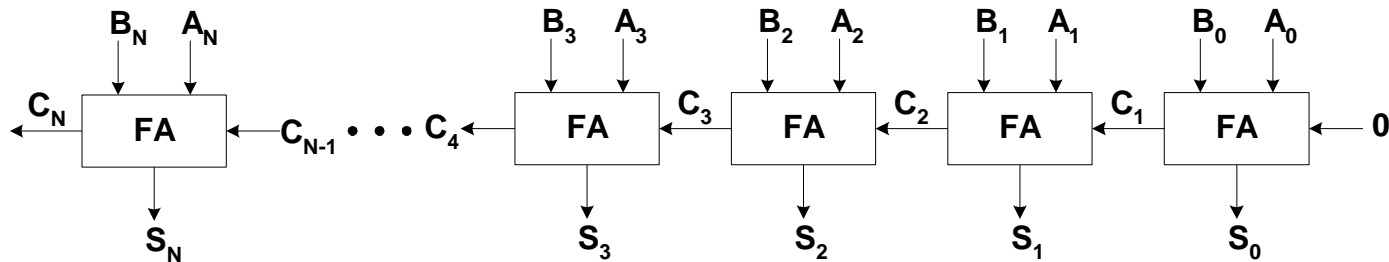 B_N A_N B_3 A_3 B_2 A_2 B_1 A_1 B_0 A_0
C_N FA C_{N-1} • • • C_4 FA C_3 FA C_2 FA C_1 FA 0
S_N S_3 S_2 S_1 S_0